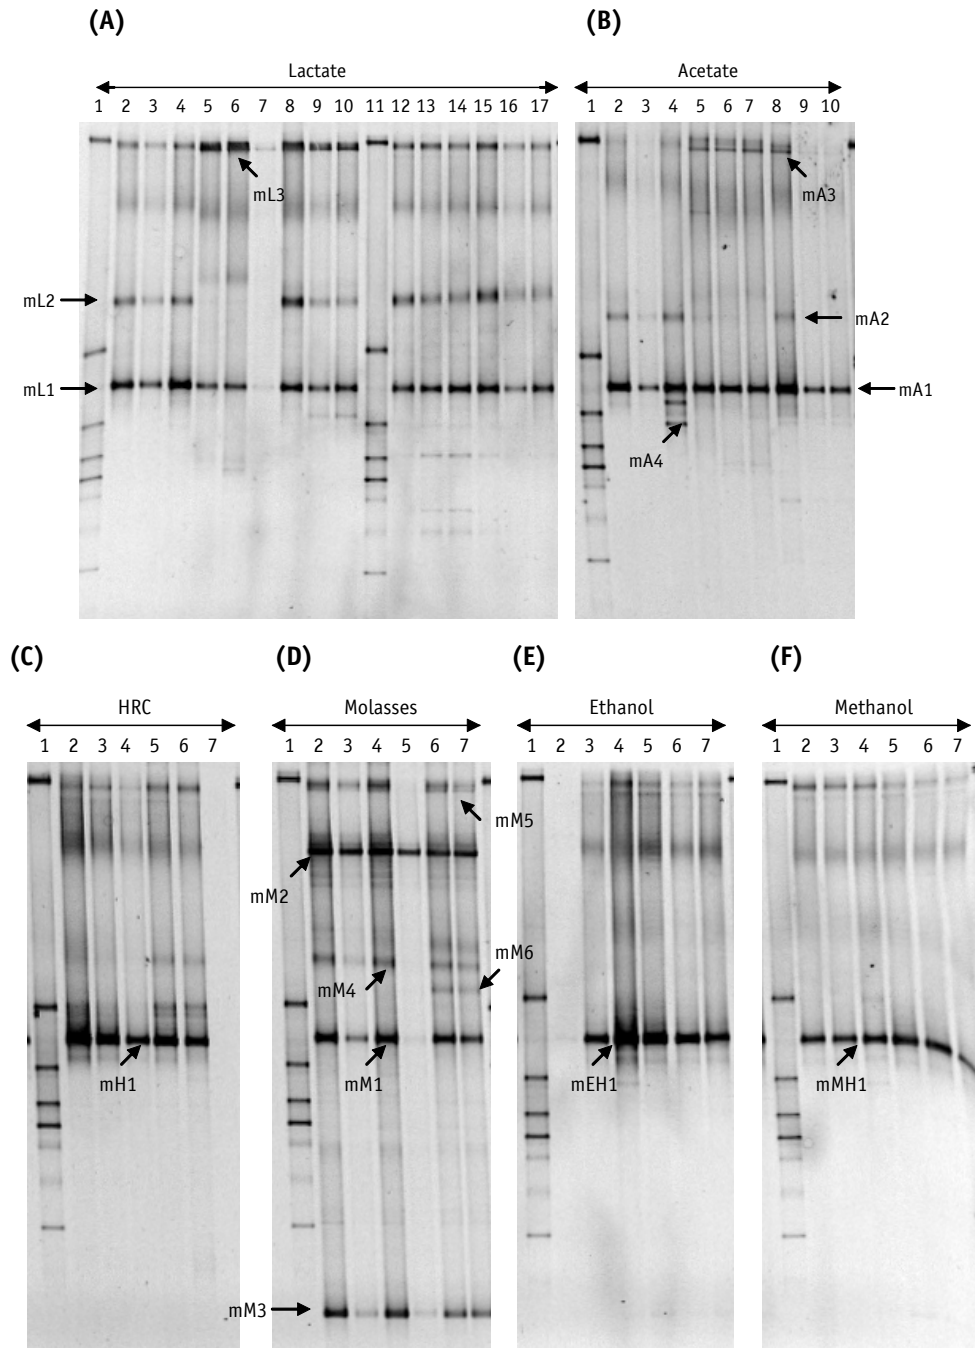 (A)
Lactate
1 2 3 4 5 6 7 8 9 10 11 12 13 14 15 16 17
mL3
mL2
mL1
(B)
Acetate
1 2 3 4 5 6 7 8 9 10
mA3
mA2
mA1
mA4
(C)
HRC
1 2 3 4 5 6 7
mH1
(D)
Molasses
1 2 3 4 5 6 7
mM5
mM2
mM6
mM4
mM1
mM3
(E)
Ethanol
1 2 3 4 5 6 7
mEH1
(F)
Methanol
1 2 3 4 5 6 7
mMH1